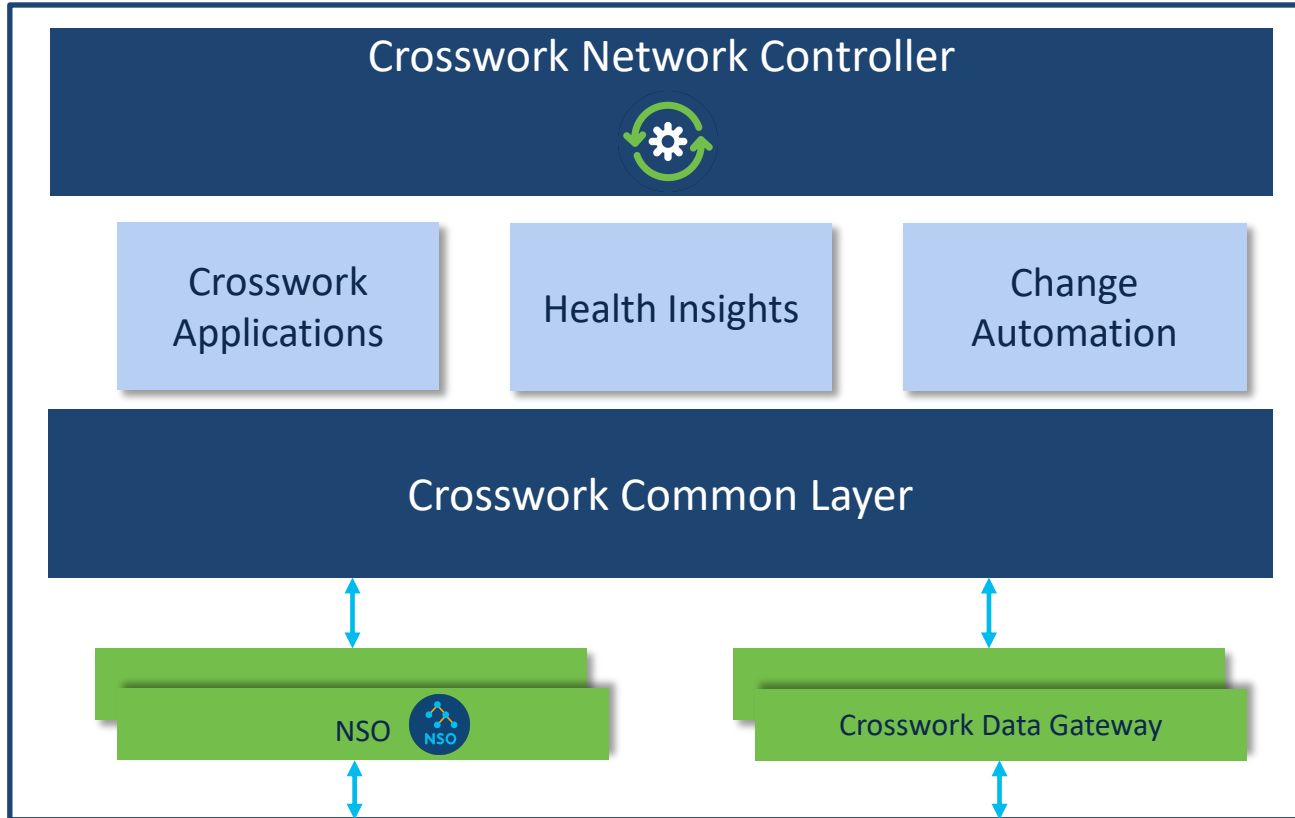 Crosswork Network Controller
Crosswork
Applications
Health Insights
Change
Automation
Crosswork Common Layer
NSO
NSO
Crosswork Data Gateway